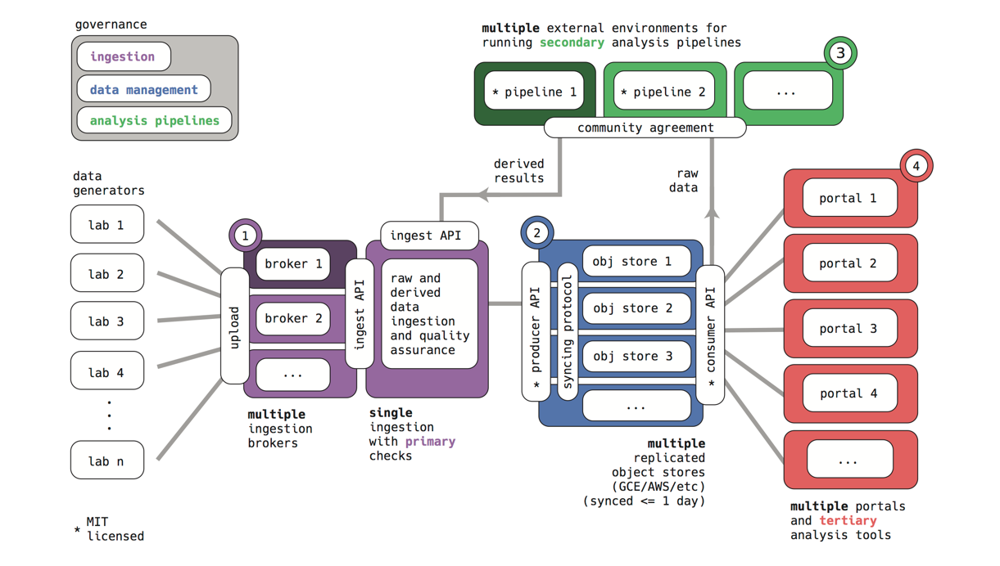 governance
ingestion
data management
analysis pipelines
multiple external environments for
running secondary analysis pipelines
3
* pipeline 1
* pipeline 2
...
community agreement
derived
results
raw
data
data
generators
lab 1
lab 2
lab 3
lab 4
lab n
upload
1
broker 1
broker 2
...
multiple
ingestion
brokers
ingest API
ingest API
raw and
derived
data
ingestion
and quality
assurance
single
ingestion
with primary
checks
2
* producer API
syncing protocol
obj store 1
obj store 2
obj store 3
...
* consumer API
multiple
replicated
object stores
(GCE/AWS/etc)
(synced <= 1 day)
4
portal 1
portal 2
portal 3
portal 4
...
multiple portals
and tertiary
analysis tools
* MIT
licensed